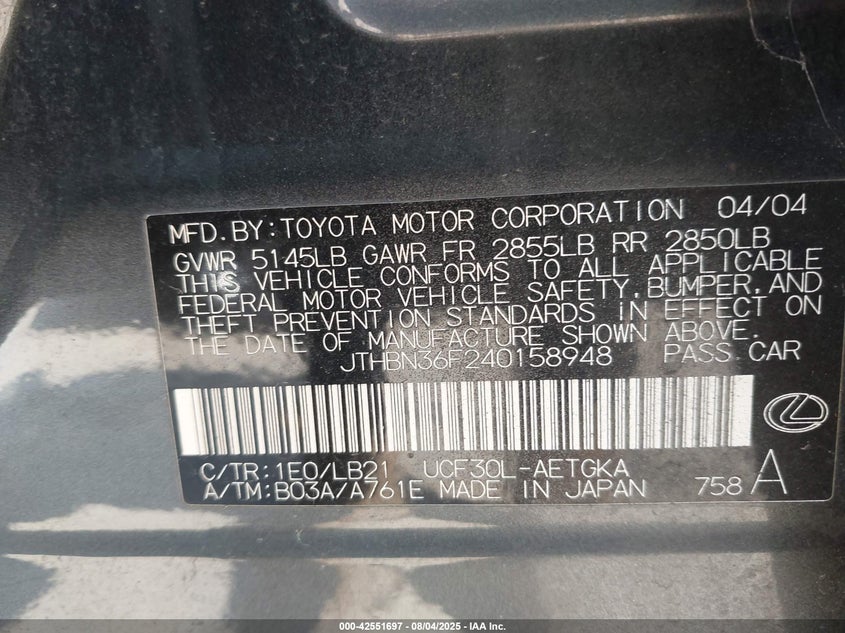 MFD. BY: TOYOTA MOTOR CORPORATION 04/04
GVWR 5145LB GAWR FR 2855LB RR 2850LB
THIS VEHICLE CONFORMS TO ALL APPLICABLE
FEDERAL MOTOR VEHICLE SAFETY, BUMPER, AND
THEFT PREVENTION STANDARDS IN EFFECT ON
THE DATE OF MANUFACTURE SHOWN ABOVE.
JTHBN36F240158948 PASS. CAR
C/TR: 1E0/LB21 UCF30L-AETGKA
A/TM: B03A/A761E MADE IN JAPAN 758 A
000-42551697 - 08/04/2025 - IAA Inc.